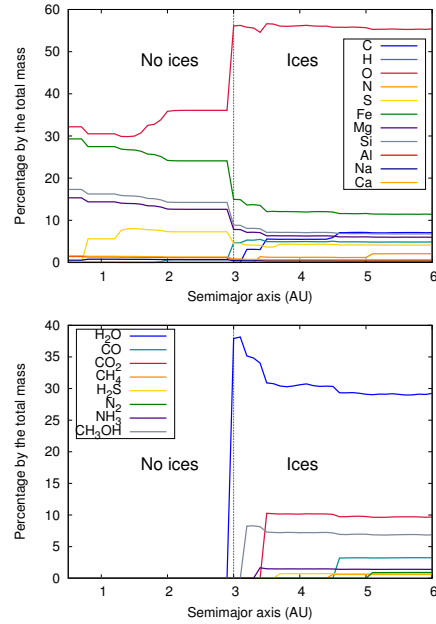 60
50
40
30
20
10
0
Percentage by the total mass
No ices
Ices
C
H
O
N
S
Fe
Mg
Si
Al
Na
Ca
1
2
3
4
5
6
Semimajor axis (AU)
40
35
30
25
20
15
10
5
0
Percentage by the total mass
H₂O
CO
CO₂
CH₄
H₂S
N₂
NH₃
CH₃OH
No ices
Ices
1
2
3
4
5
6
Semimajor axis (AU)